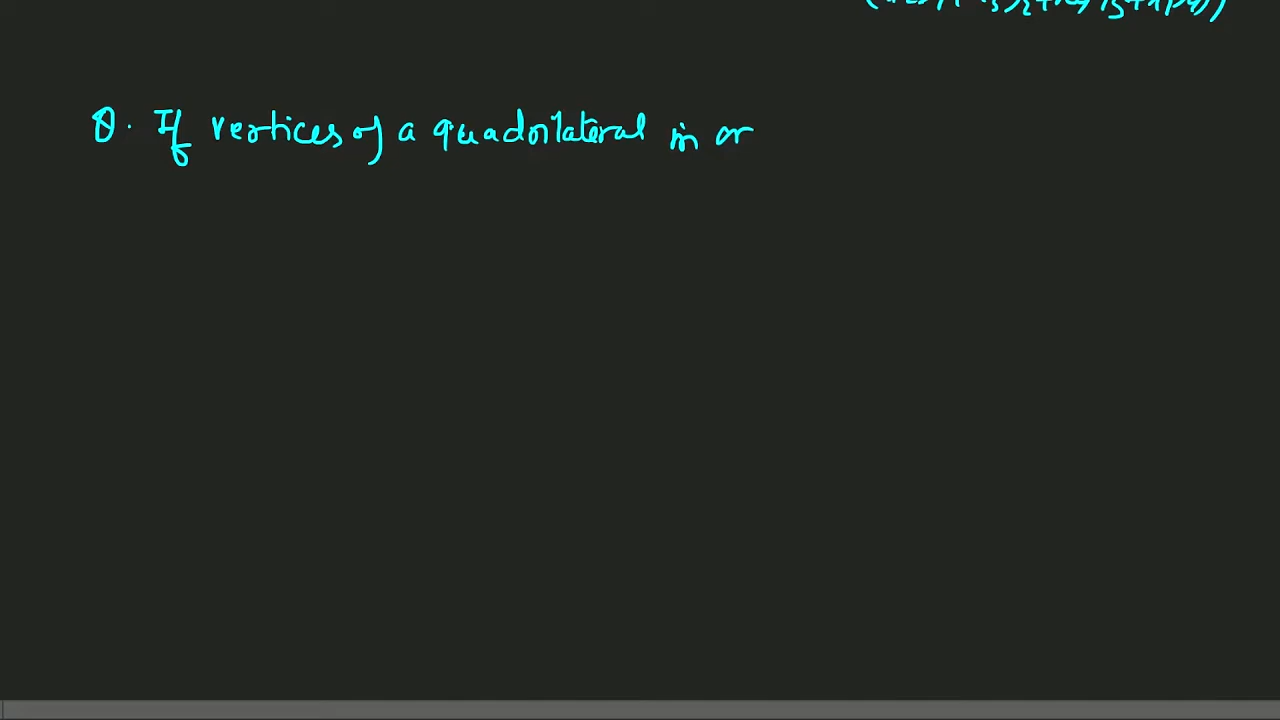 Q. If vertices of a quadrilateral in or